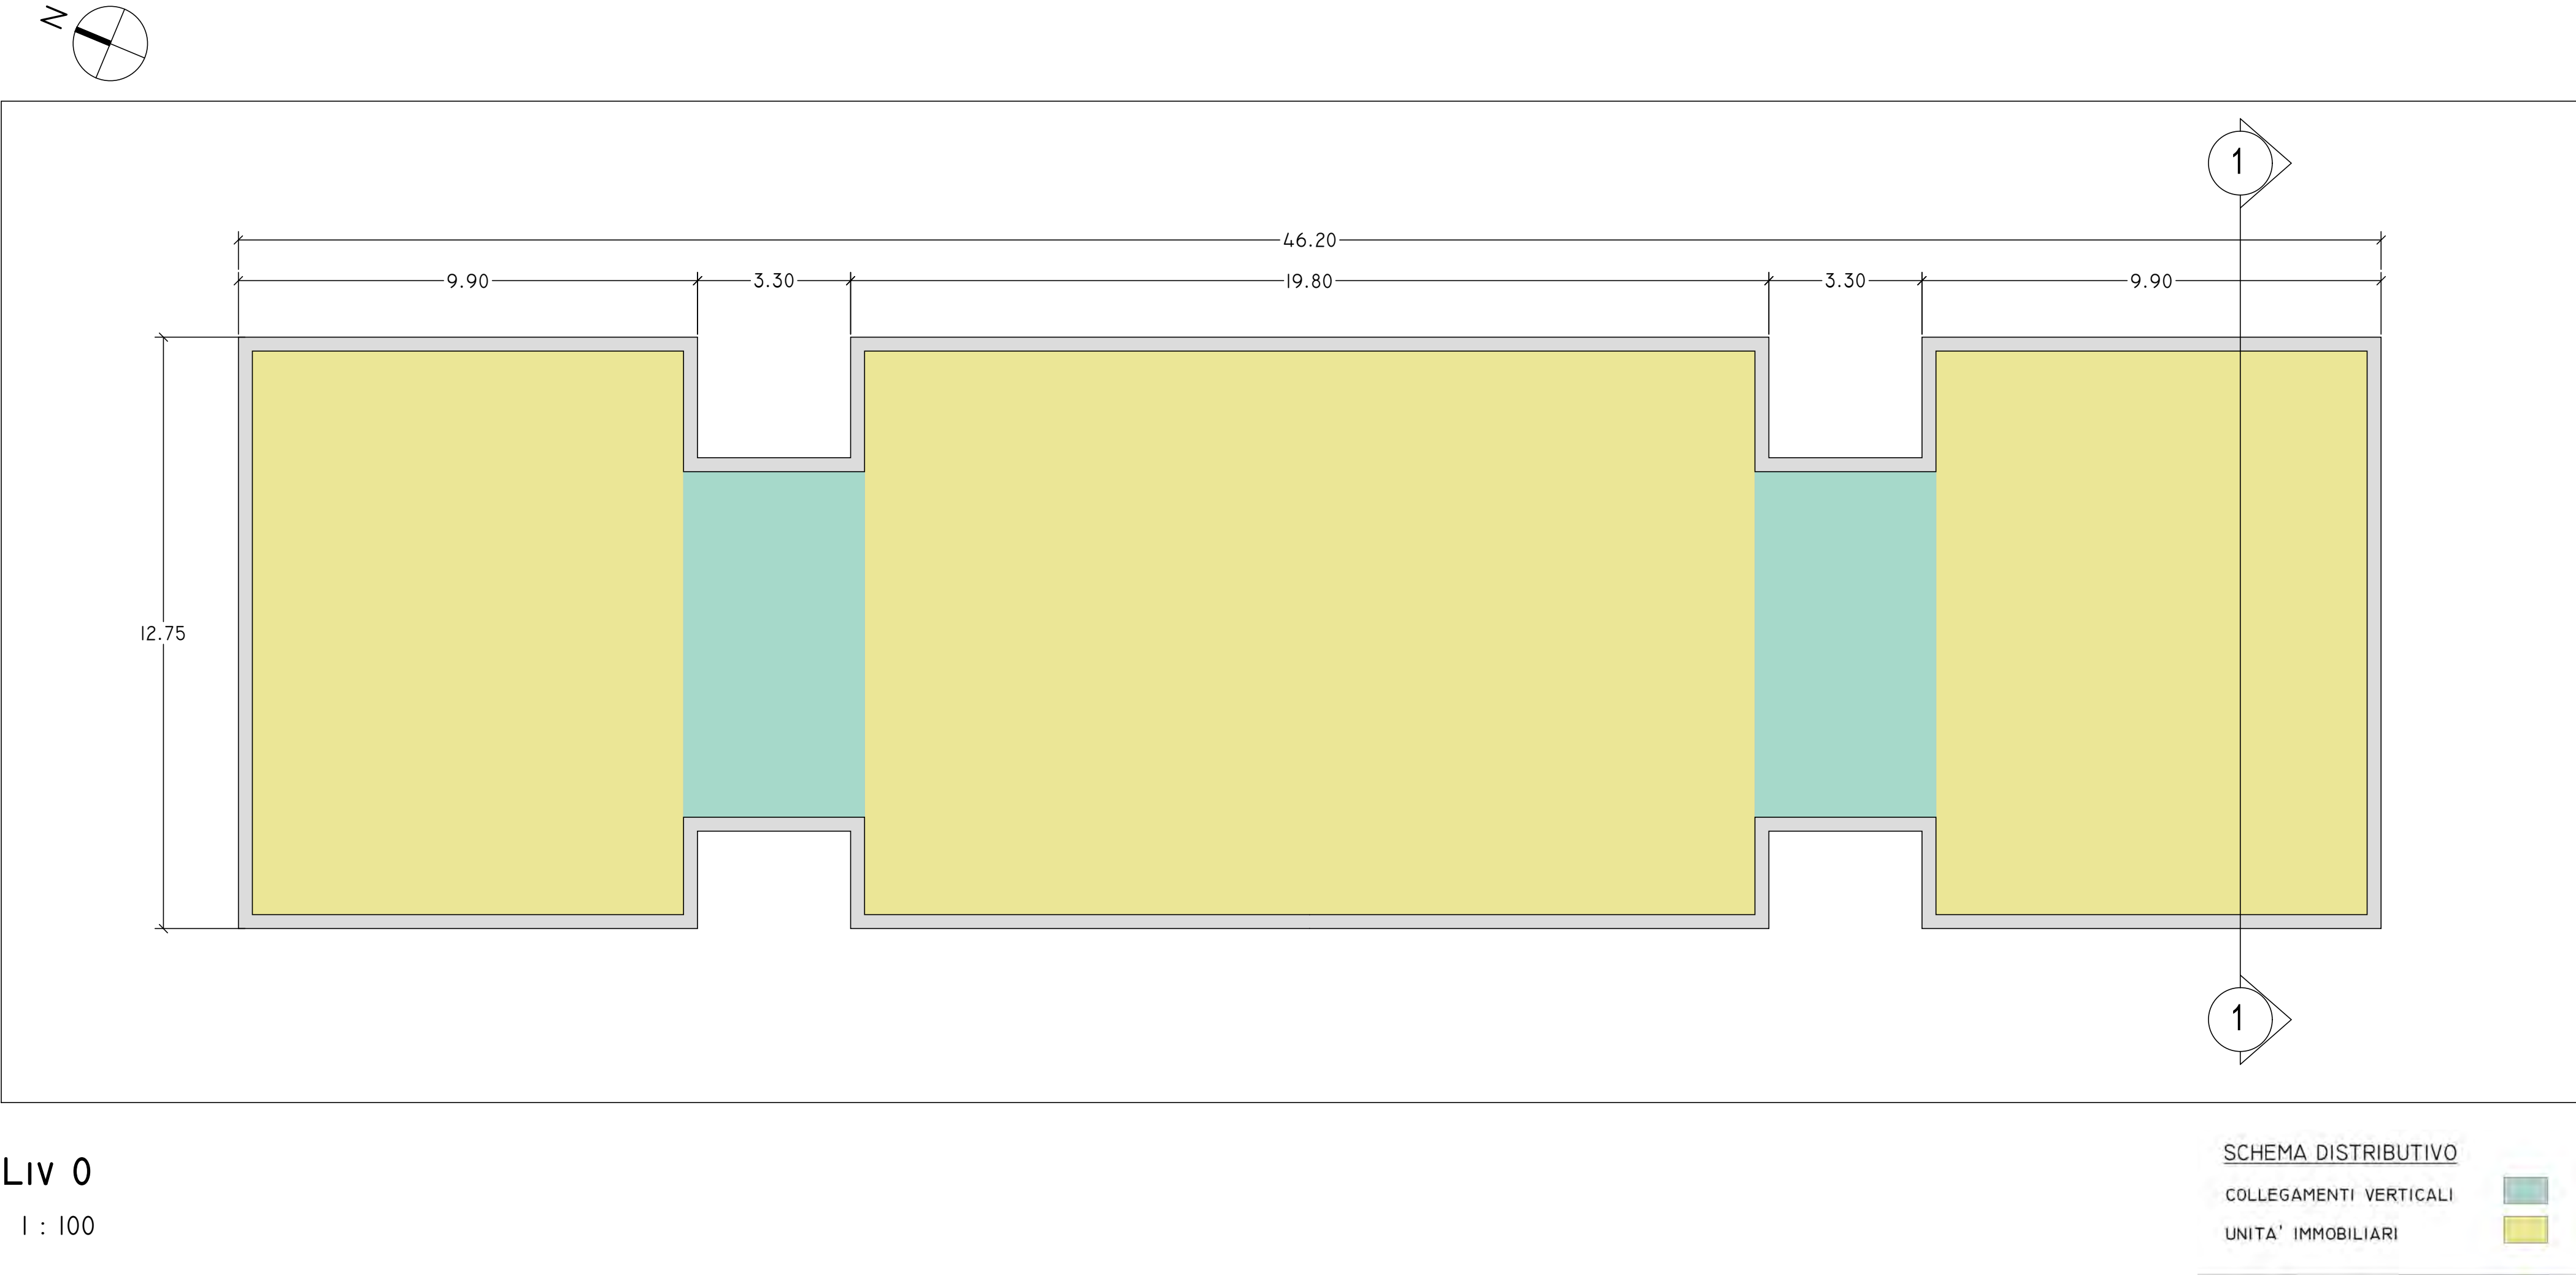 N
1
46.20
9.90 3.30 19.80 3.30 9.90
12.75
1
LIV 0
1 : 100
SCHEMA DISTRIBUTIVO
COLLEGAMENTI VERTICALI
UNITA' IMMOBILIARI